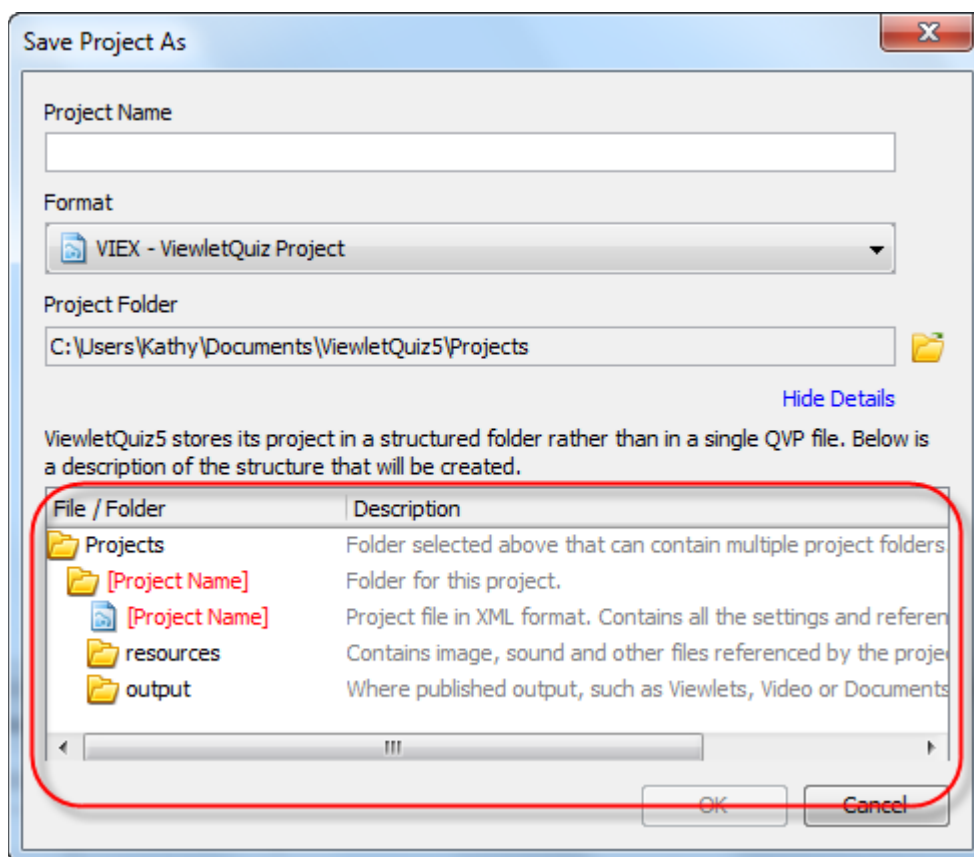 Save Project As
Project Name
Format
VIEX - ViewletQuiz Project
Project Folder
C:\Users\Kathy\Documents\ViewletQuiz5\Projects
Hide Details
ViewletQuiz5 stores its project in a structured folder rather than in a single QVP file. Below is
a description of the structure that will be created.
File / Folder Description
Projects Folder selected above that can contain multiple project folders.
[Project Name] Folder for this project.
[Project Name] Project file in XML format. Contains all the settings and referen
resources Contains image, sound and other files referenced by the proje
output Where published output, such as Viewlets, Video or Documents
OK Cancel